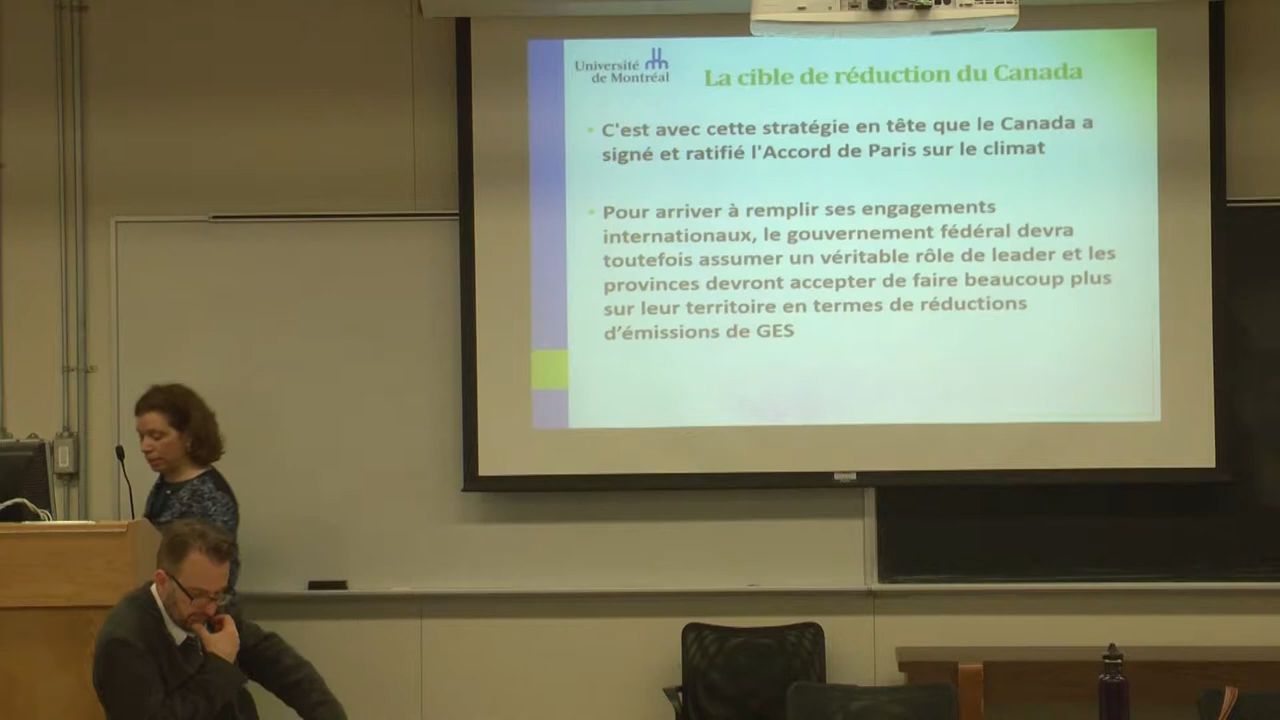 Université
de Montréal
La cible de réduction du Canada
C'est avec cette stratégie en tête que le Canada a
signé et ratifié l'Accord de Paris sur le climat
Pour arriver à remplir ses engagements
internationaux, le gouvernement fédéral devra
toutefois assumer un véritable rôle de leader et les
provinces devront accepter de faire beaucoup plus
sur leur territoire en termes de réductions
d’émissions de GES